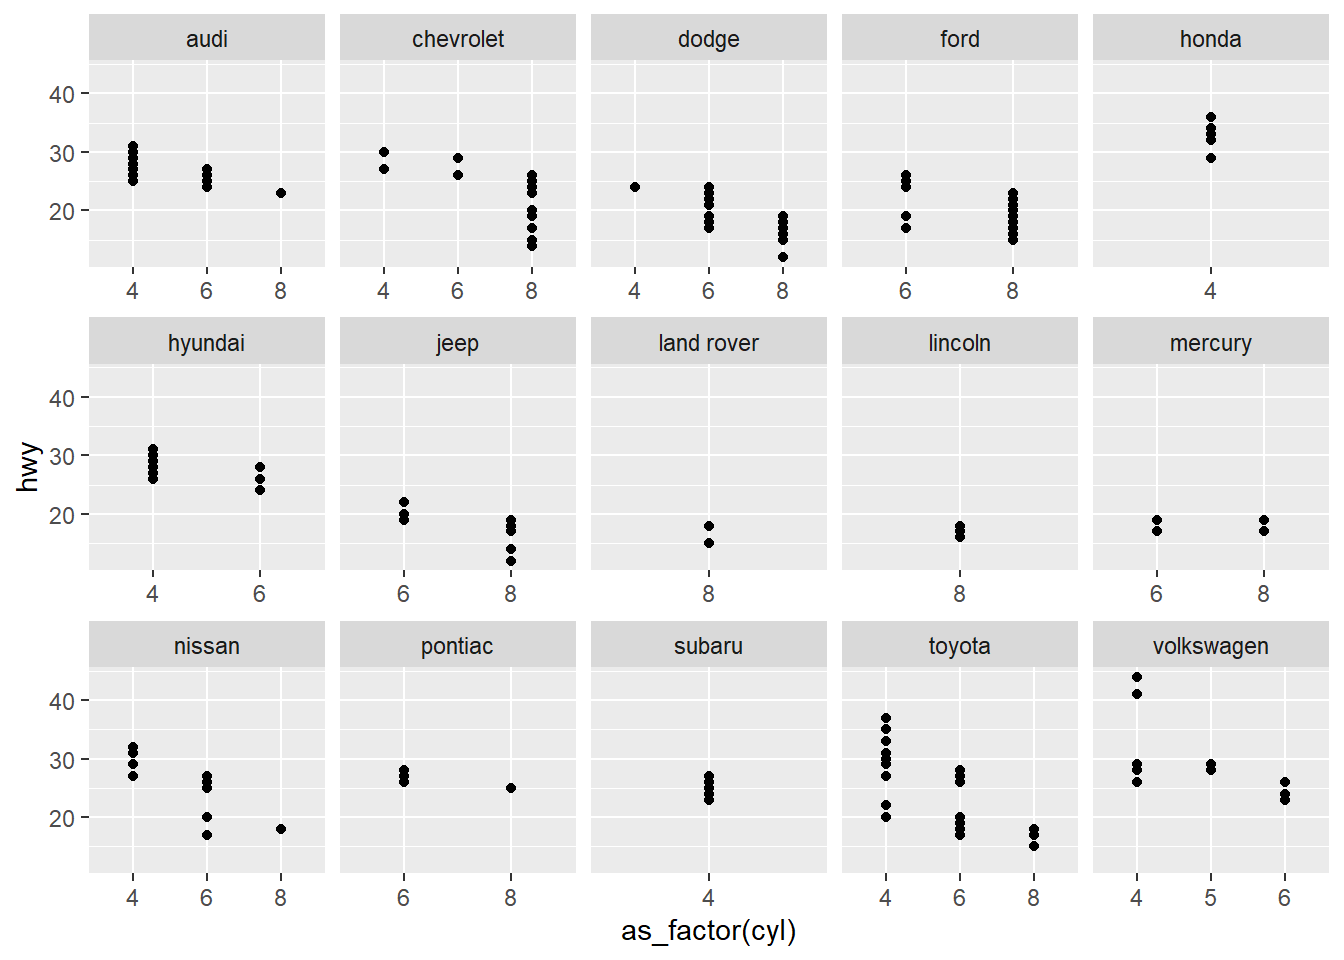 audi chevrolet dodge ford honda
40
30
20
4 6 8 4 6 8 4 6 8 6 8 4
hyundai jeep land rover lincoln mercury
hwy
40
30
20
4 6 6 8 8 8 6 8
nissan pontiac subaru toyota volkswagen
40
30
20
4 6 8 6 8 4 4 6 8 4 5 6
as_factor(cyl)